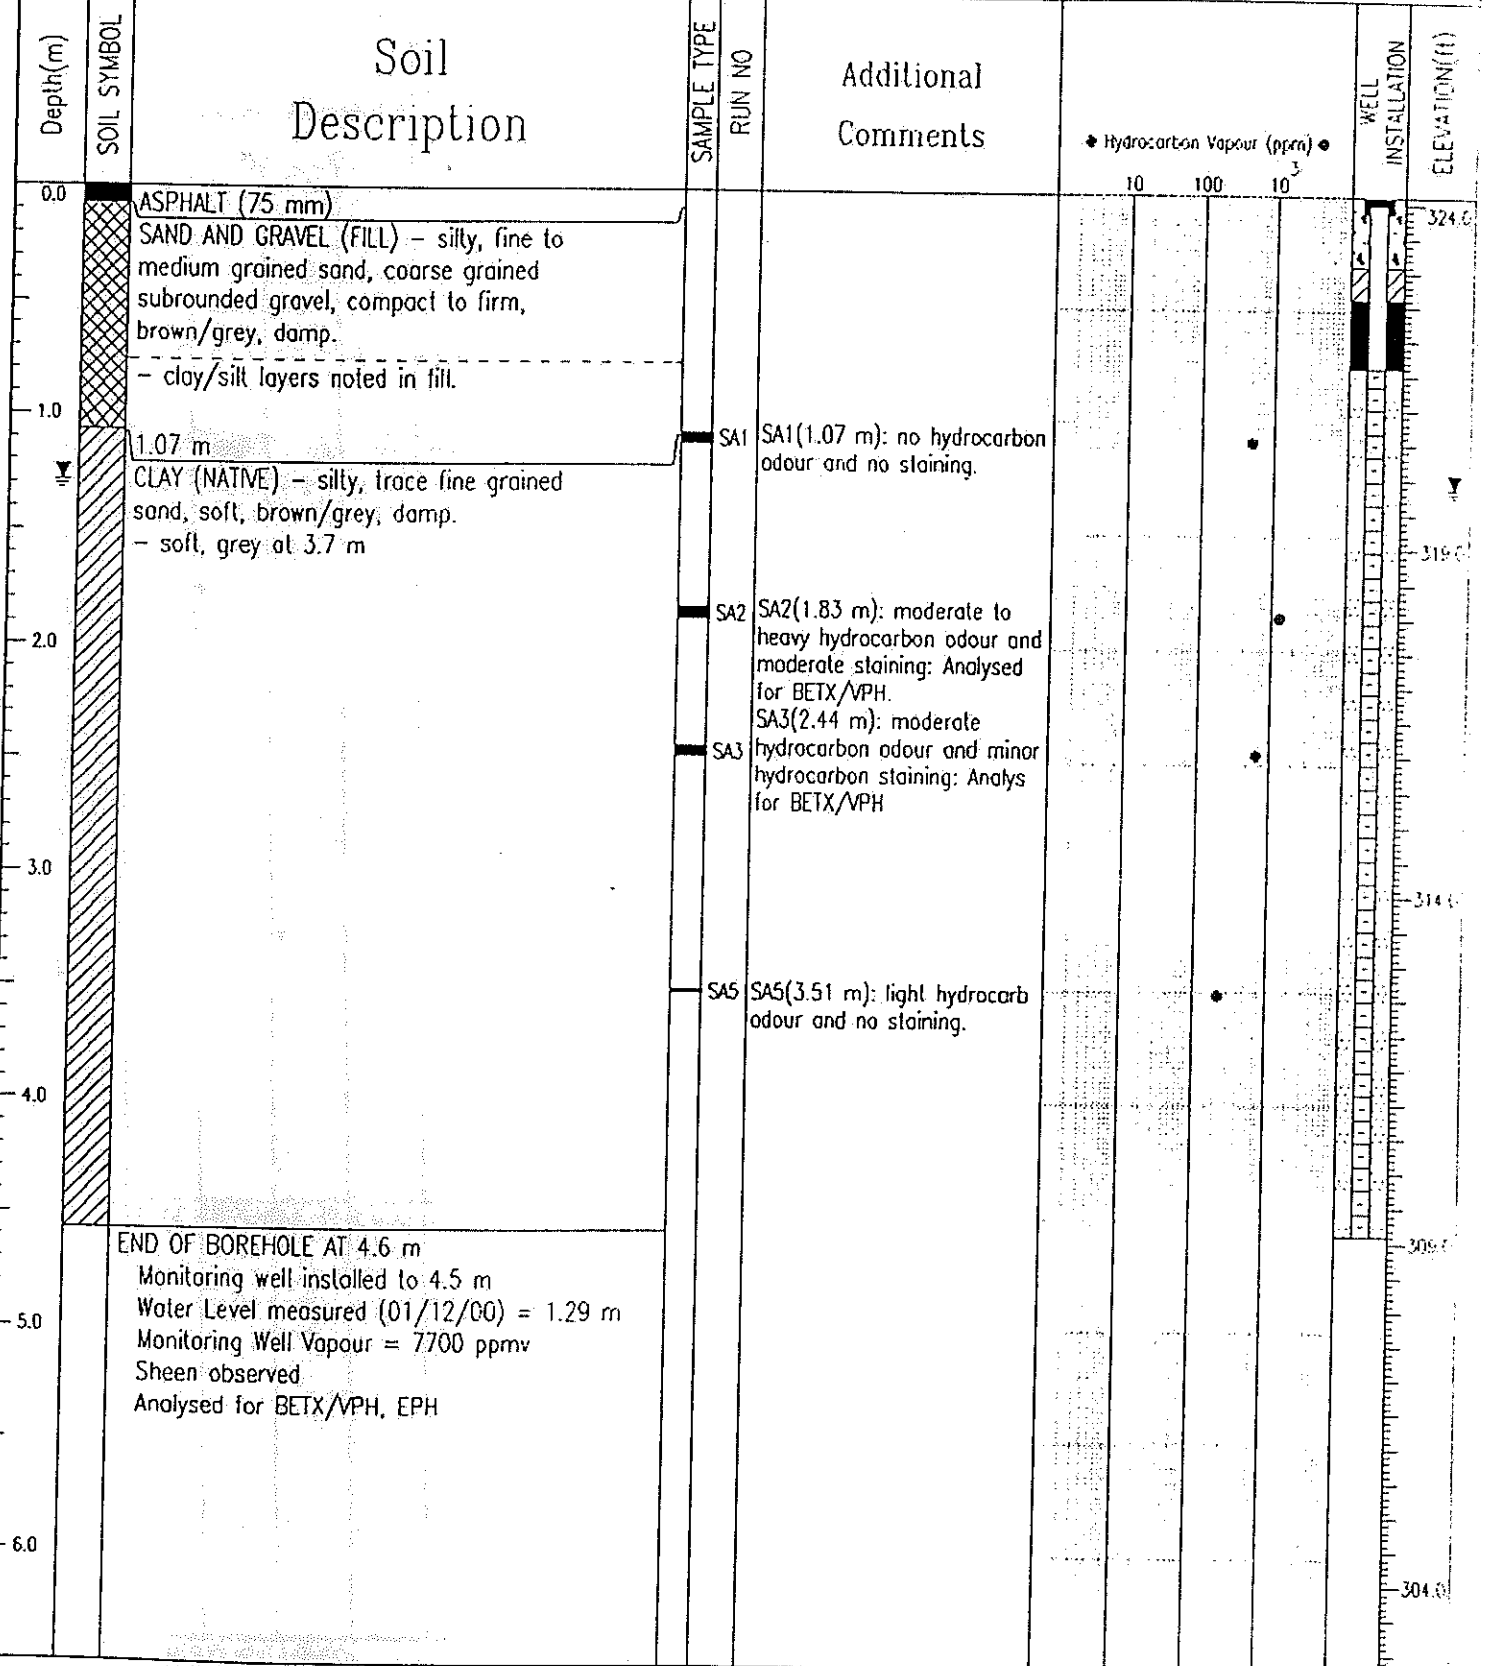 Depth(m)
SOIL SYMBOL
Soil
Description
SAMPLE TYPE
RUN NO
Additional
Comments
Hydrocarbon Vapour (ppm)
10 100 10³
WELL
INSTALLATION
ELEVATION(ft)
0.0
ASPHALT (75 mm)
SAND AND GRAVEL (FILL) – silty, fine to
medium grained sand, coarse grained
subrounded gravel, compact to firm,
brown/grey, damp.
– clay/silt layers noted in fill.
1.0
1.07 m
CLAY (NATIVE) – silty, trace fine grained
sand, soft, brown/grey, damp.
– soft, grey at 3.7 m
2.0
3.0
4.0
END OF BOREHOLE AT 4.6 m
Monitoring well installed to 4.5 m
Water Level measured (01/12/00) = 1.29 m
Monitoring Well Vapour = 7700 ppmv
Sheen observed
Analysed for BETX/VPH, EPH
5.0
6.0
SA1
SA1(1.07 m): no hydrocarbon
odour and no staining.
SA2
SA2(1.83 m): moderate to
heavy hydrocarbon odour and
moderate staining: Analysed
for BETX/VPH.
SA3(2.44 m): moderate
SA3
hydrocarbon odour and minor
hydrocarbon staining: Analys
for BETX/VPH
SA5
SA5(3.51 m): light hydrocarb
odour and no staining.
324.0
319.0
314.0
309.0
304.0